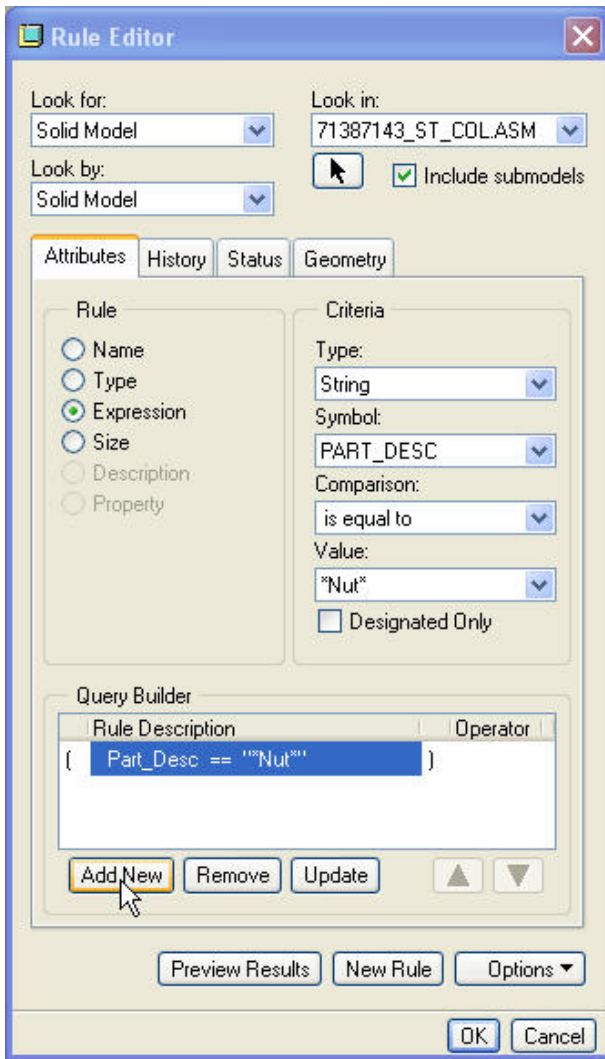 Rule Editor
Look for: Look in:
Solid Model 71387143_ST_COL.ASM
Look by: Include submodels
Solid Model
Attributes History Status Geometry
Rule Criteria
Name Type:
Type String
Expression Symbol:
Size PART_DESC
Description Comparison:
Property is equal to
Value:
*Nut*
Designated Only
Query Builder
Rule Description Operator
( Part_Desc == "*Nut*" )
Add New Remove Update
Preview Results New Rule Options
OK Cancel